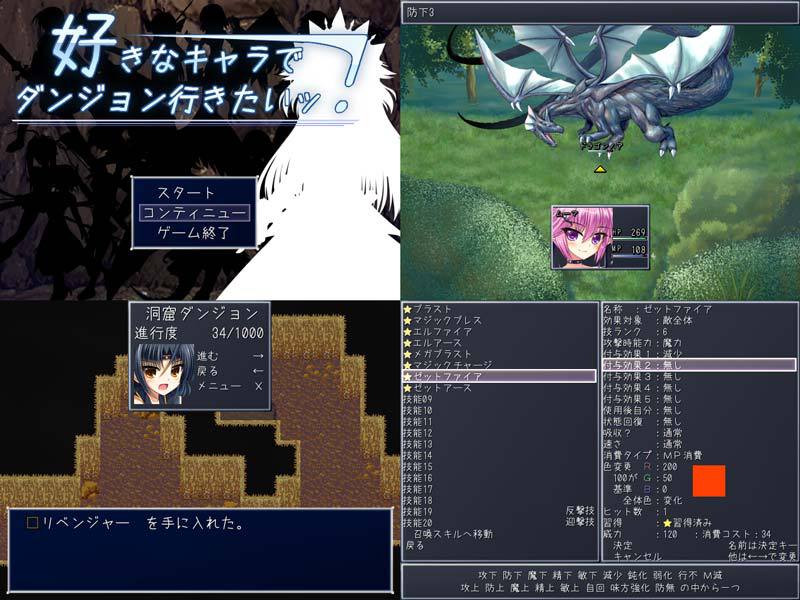 好きなキャラで
ダンジョン行きたいッ!
スタート
コンティニュー
ゲーム終了
防下3
HP 269
MP 108
洞窟ダンジョン
進行度 34/1000
進む →
戻る ←
メニュー X
□リベンジャー を手に入れた。
★ブラスト
★マジックブレス
★エルファイア
★エルアース
★メガブラスト
★マジックチャージ
★ゼットファイア
★ゼットアース
技能09
技能10
技能11
技能12
技能13
技能14
技能15
技能16
技能17
技能18
技能19 反撃技
技能20 迎撃技
召喚スキルへ移動
戻る
名称 :ゼットファイア
効果対象 :敵全体
技ランク :6
攻撃時能力:魔力
付与効果1:減少
付与効果2:無し
付与効果3:無し
付与効果4:無し
付与効果5:無し
使用後自分:無し
状態回復 :無し
吸収? :通常
速さ :通常
消費タイプ:MP消費
色変更 R:200
100が G:50
基準 B:0
全体色:変化
ヒット数 :1
習得 :★習得済み
威力 :120 :消費コスト:34
決定 名前は決定キー
キャンセル 他は←→で変更
攻下 防下 魔下 精下 敏下 減少 鈍化 弱化 行不 M減
攻上 防上 魔上 精上 敏上 自回 味方強化 防無 の中から一つ